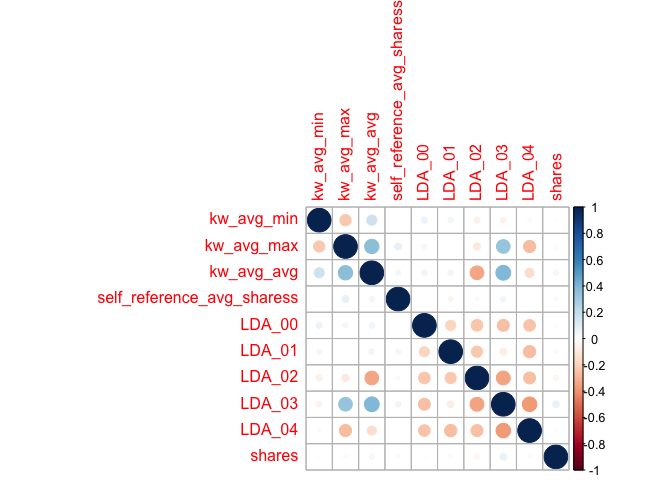 kw_avg_min
kw_avg_max
kw_avg_avg
self_reference_avg_sharess
LDA_00
LDA_01
LDA_02
LDA_03
LDA_04
shares
kw_avg_min
kw_avg_max
kw_avg_avg
self_reference_avg_sharess
LDA_00
LDA_01
LDA_02
LDA_03
LDA_04
shares
1
0.8
0.6
0.4
0.2
0
-0.2
-0.4
-0.6
-0.8
-1